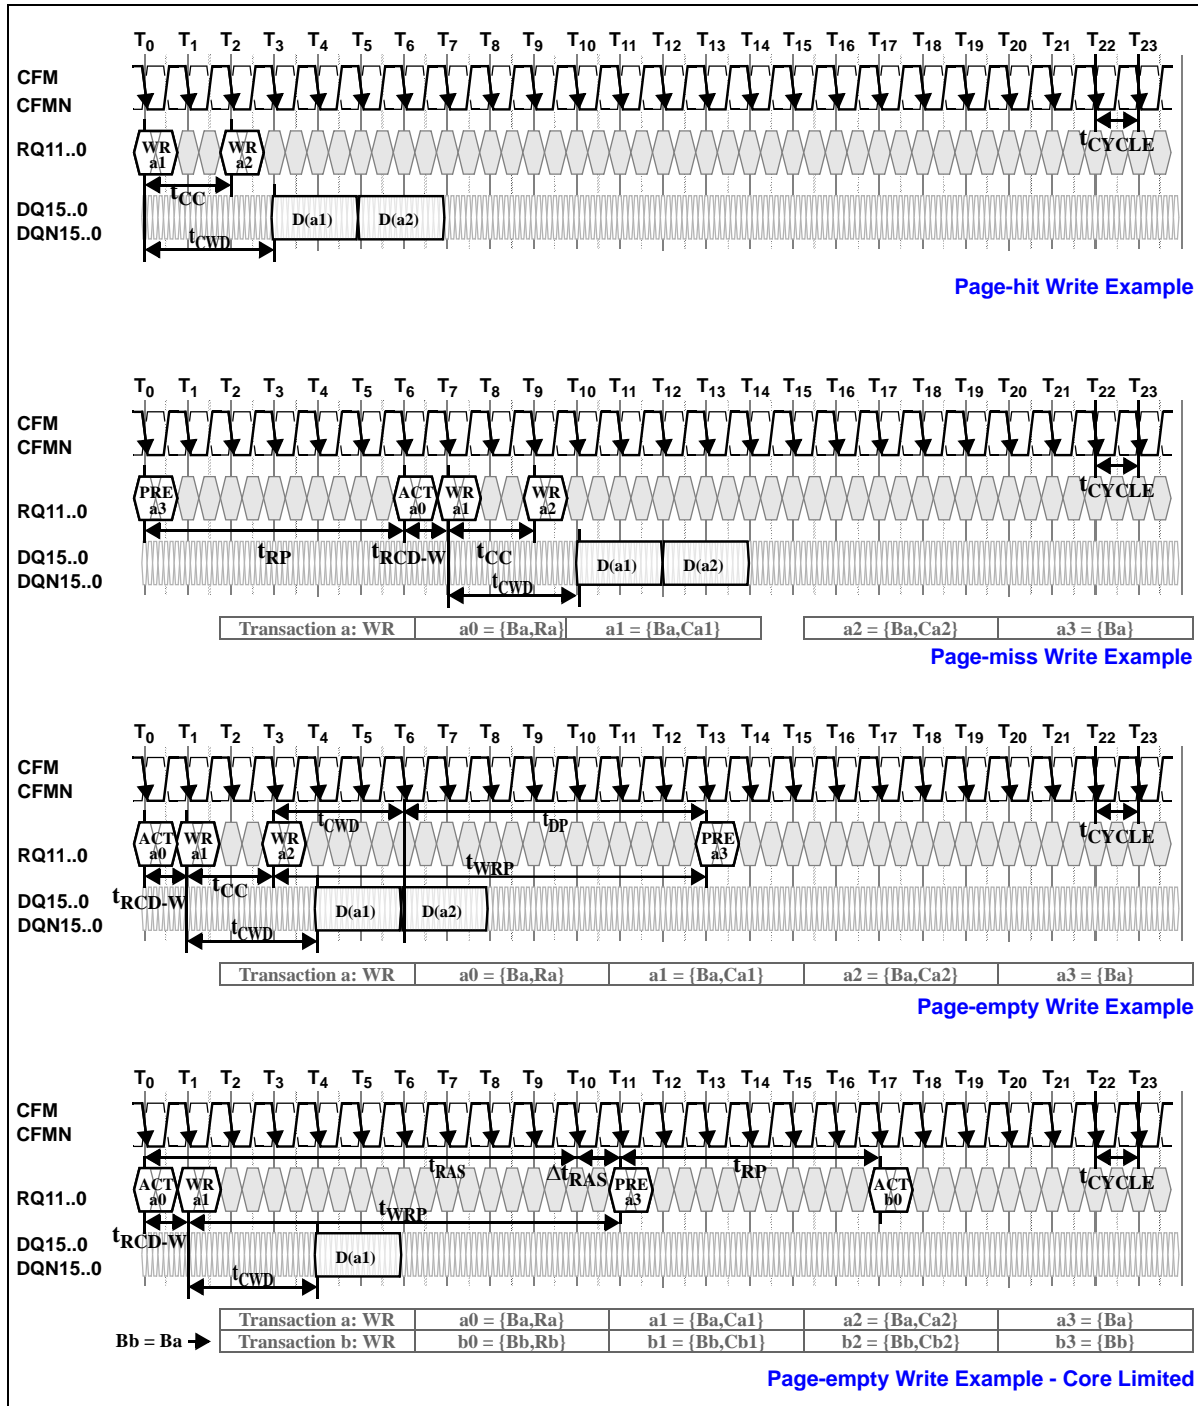 T0 T1 T2 T3 T4 T5 T6 T7 T8 T9 T10 T11 T12 T13 T14 T15 T16 T17 T18 T19 T20 T21 T22 T23
CFM
CFMN
RQ11..0
WR a1
WR a2
tCYCLE
tCC
DQ15..0
DQN15..0
D(a1) D(a2)
tCWD
Page-hit Write Example
T0 T1 T2 T3 T4 T5 T6 T7 T8 T9 T10 T11 T12 T13 T14 T15 T16 T17 T18 T19 T20 T21 T22 T23
CFM
CFMN
RQ11..0
PRE a3
ACT a0
WR a1
WR a2
tCYCLE
tRP tRCD-W tCC
DQ15..0
DQN15..0
D(a1) D(a2)
tCWD
Transaction a: WR a0 = {Ba,Ra} a1 = {Ba,Ca1} a2 = {Ba,Ca2} a3 = {Ba}
Page-miss Write Example
T0 T1 T2 T3 T4 T5 T6 T7 T8 T9 T10 T11 T12 T13 T14 T15 T16 T17 T18 T19 T20 T21 T22 T23
CFM
CFMN
tCWD tDP
RQ11..0
ACT a0
WR a1
WR a2
PRE a3
tCYCLE
tWRP
tRCD-W tCC
DQ15..0
DQN15..0
D(a1) D(a2)
tCWD
Transaction a: WR a0 = {Ba,Ra} a1 = {Ba,Ca1} a2 = {Ba,Ca2} a3 = {Ba}
Page-empty Write Example
T0 T1 T2 T3 T4 T5 T6 T7 T8 T9 T10 T11 T12 T13 T14 T15 T16 T17 T18 T19 T20 T21 T22 T23
CFM
CFMN
tRAS ΔtRAS tRP
RQ11..0
ACT a0
WR a1
PRE a3
ACT b0
tCYCLE
tWRP
tRCD-W
DQ15..0
DQN15..0
D(a1)
tCWD
Transaction a: WR a0 = {Ba,Ra} a1 = {Ba,Ca1} a2 = {Ba,Ca2} a3 = {Ba}
Bb = Ba Transaction b: WR b0 = {Bb,Rb} b1 = {Bb,Cb1} b2 = {Bb,Cb2} b3 = {Bb}
Page-empty Write Example - Core Limited